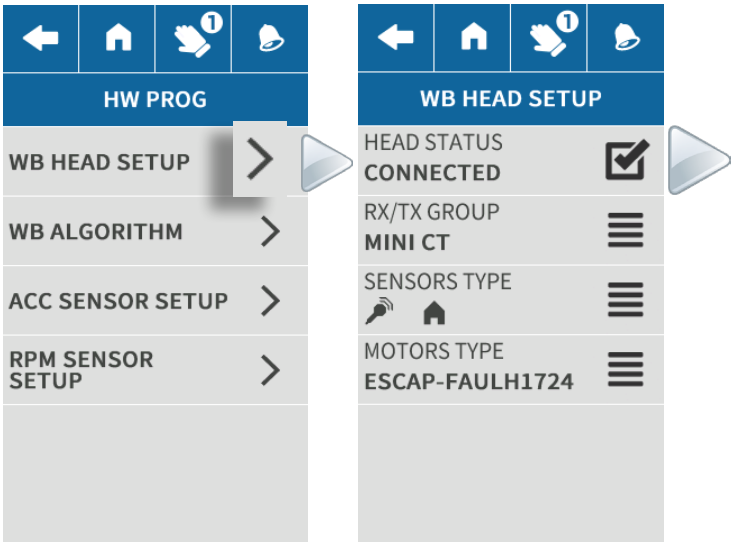 1
HW PROG
WB HEAD SETUP
WB ALGORITHM
ACC SENSOR SETUP
RPM SENSOR
SETUP
1
WB HEAD SETUP
HEAD STATUS
CONNECTED
RX/TX GROUP
MINI CT
SENSORS TYPE
MOTORS TYPE
ESCAP-FAULH1724